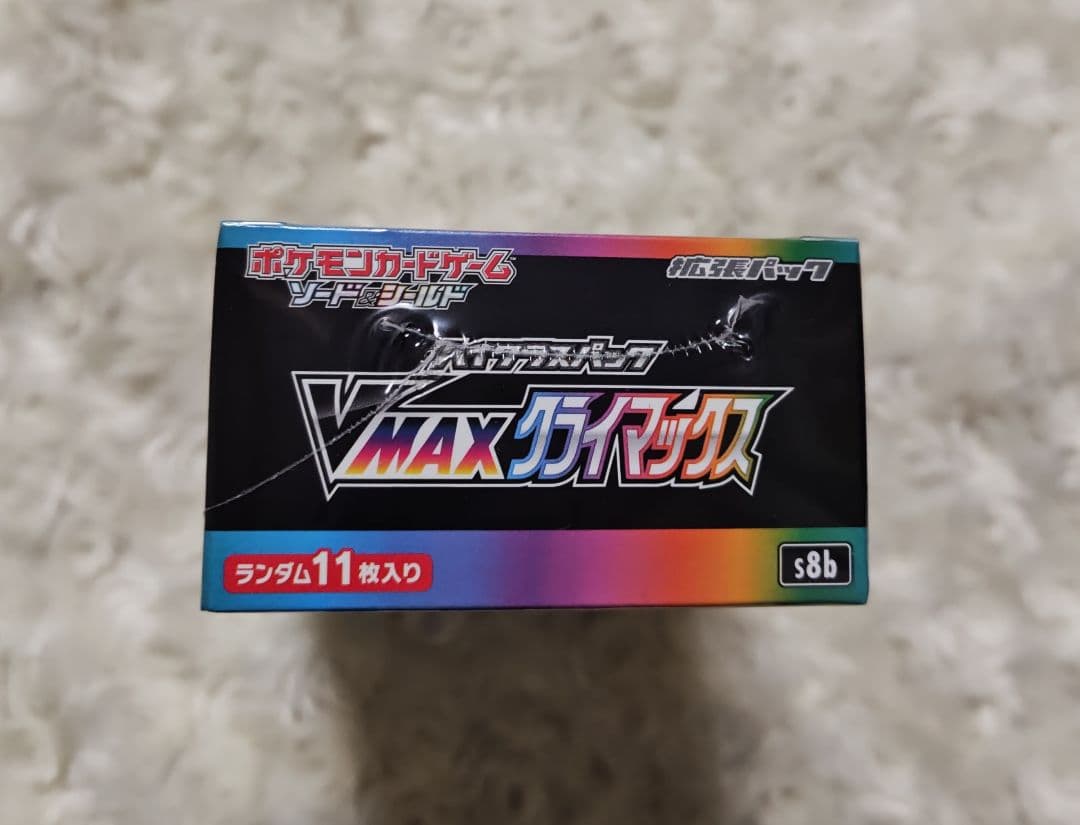 ポケモンカードゲーム
ソード&シールド
拡張パック
ハイクラスパック
VMAXクライマックス
ランダム11枚入り
s8b